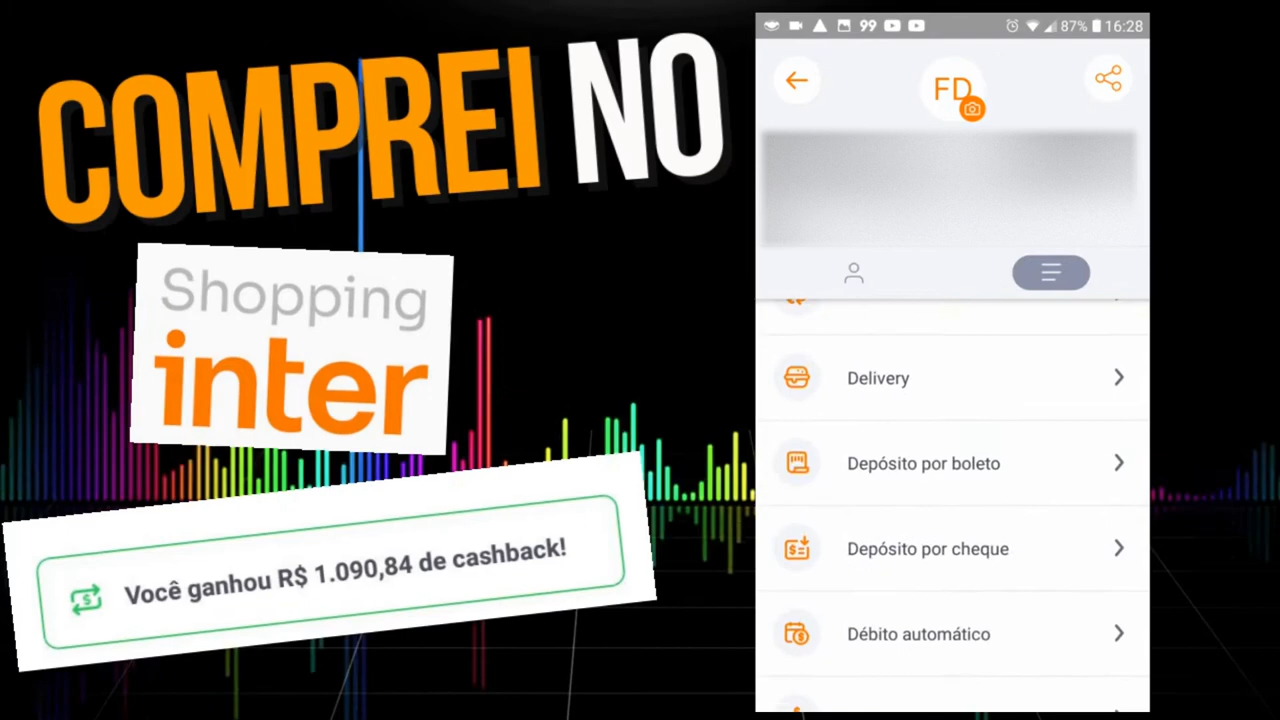 COMPREI NO
Shopping
inter
Você ganhou R$ 1.090,84 de cashback!
99
87% 16:28
FD
Delivery
Depósito por boleto
Depósito por cheque
Débito automático